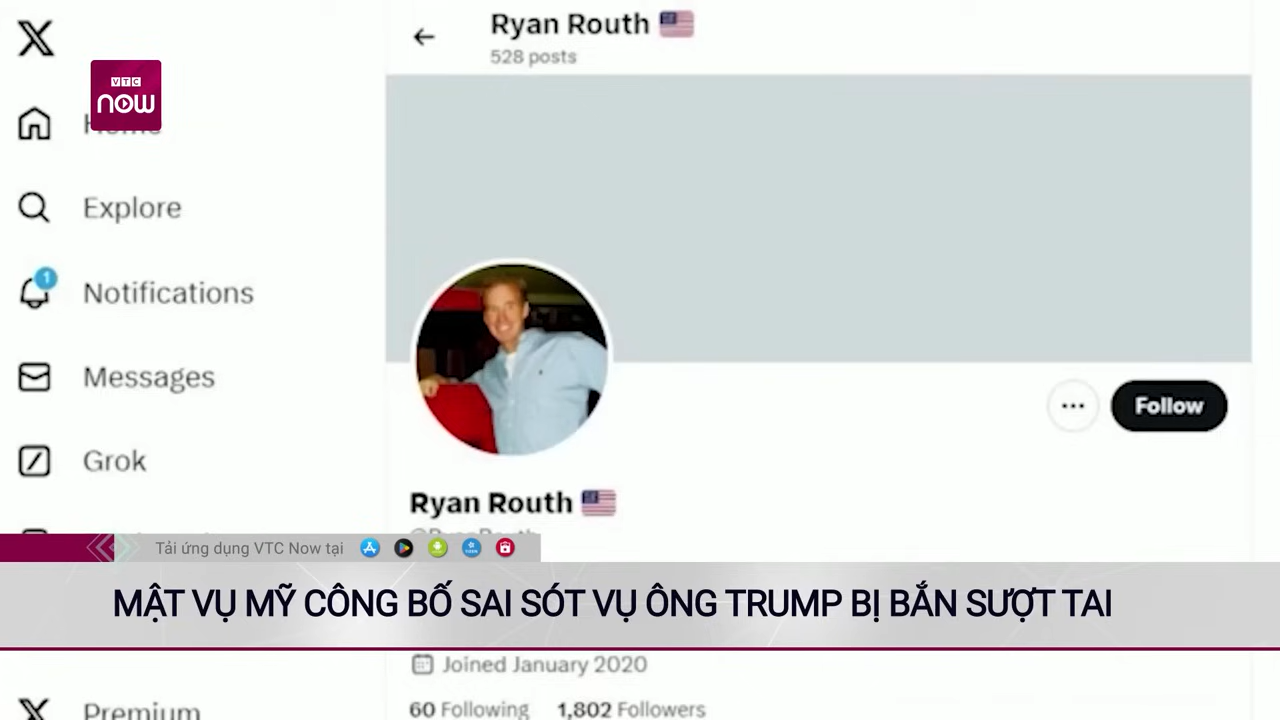 Ryan Routh
528 posts
VTC
now
Home
Explore
1
Notifications
Messages
Follow
Grok
Ryan Routh
@RyanRouth
Tải ứng dụng VTC Now tại
MẬT VỤ MỸ CÔNG BỐ SAI SÓT VỤ ÔNG TRUMP BỊ BẮN SƯỢT TAI
Joined January 2020
60 Following 1,802 Followers
Premium